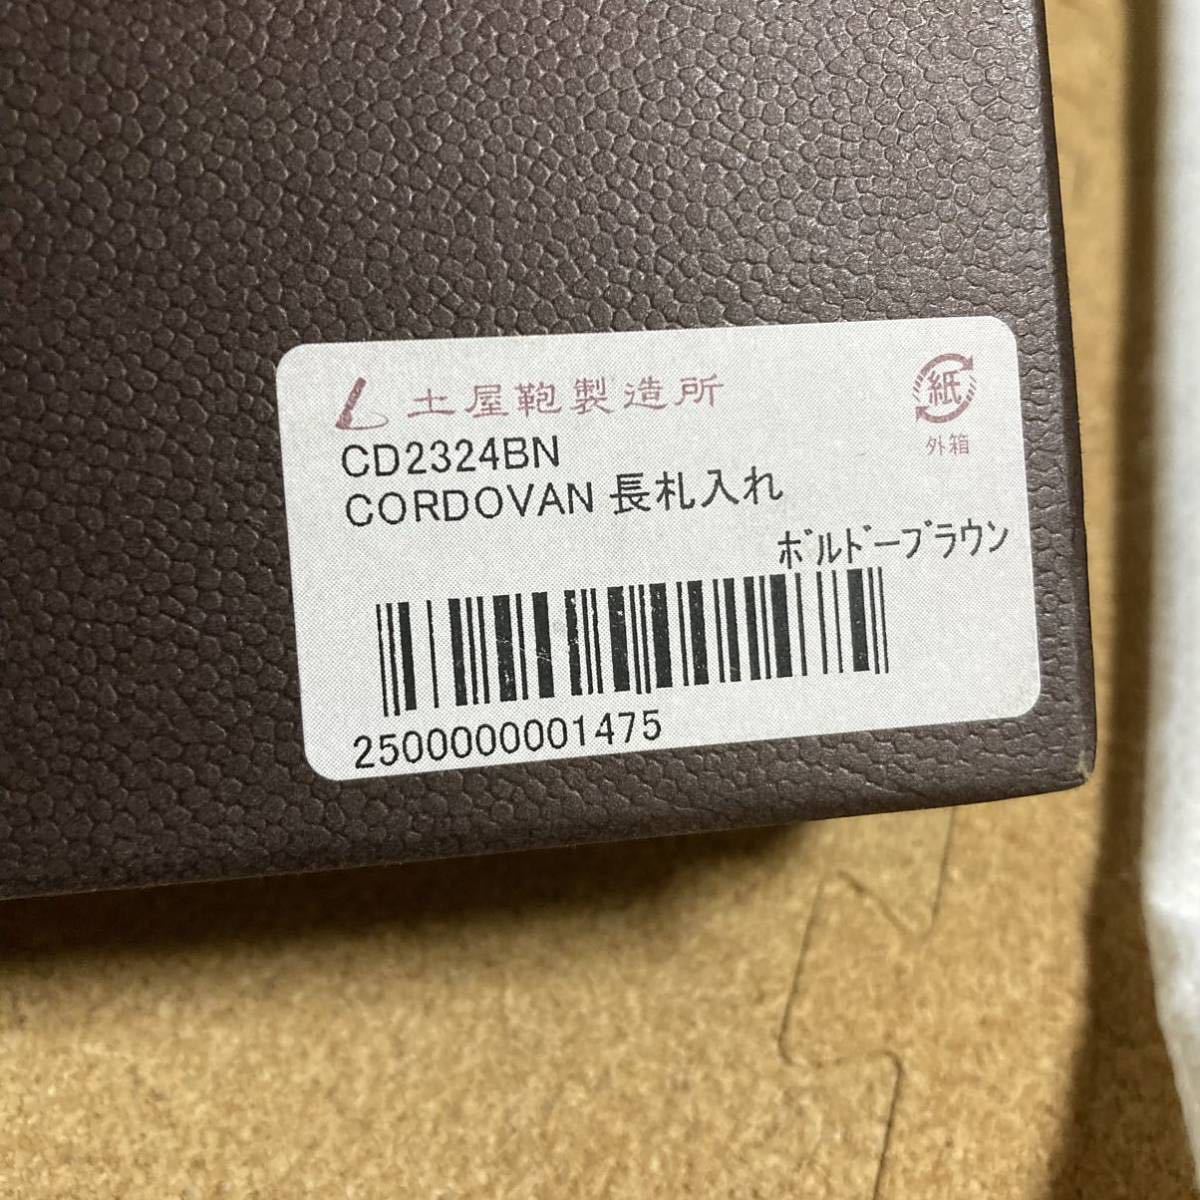 土屋鞄製造所
紙
外箱
CD2324BN
CORDOVAN 長札入れ
ﾎﾞﾙﾄﾞｰﾌﾞﾗｳﾝ
2500000001475